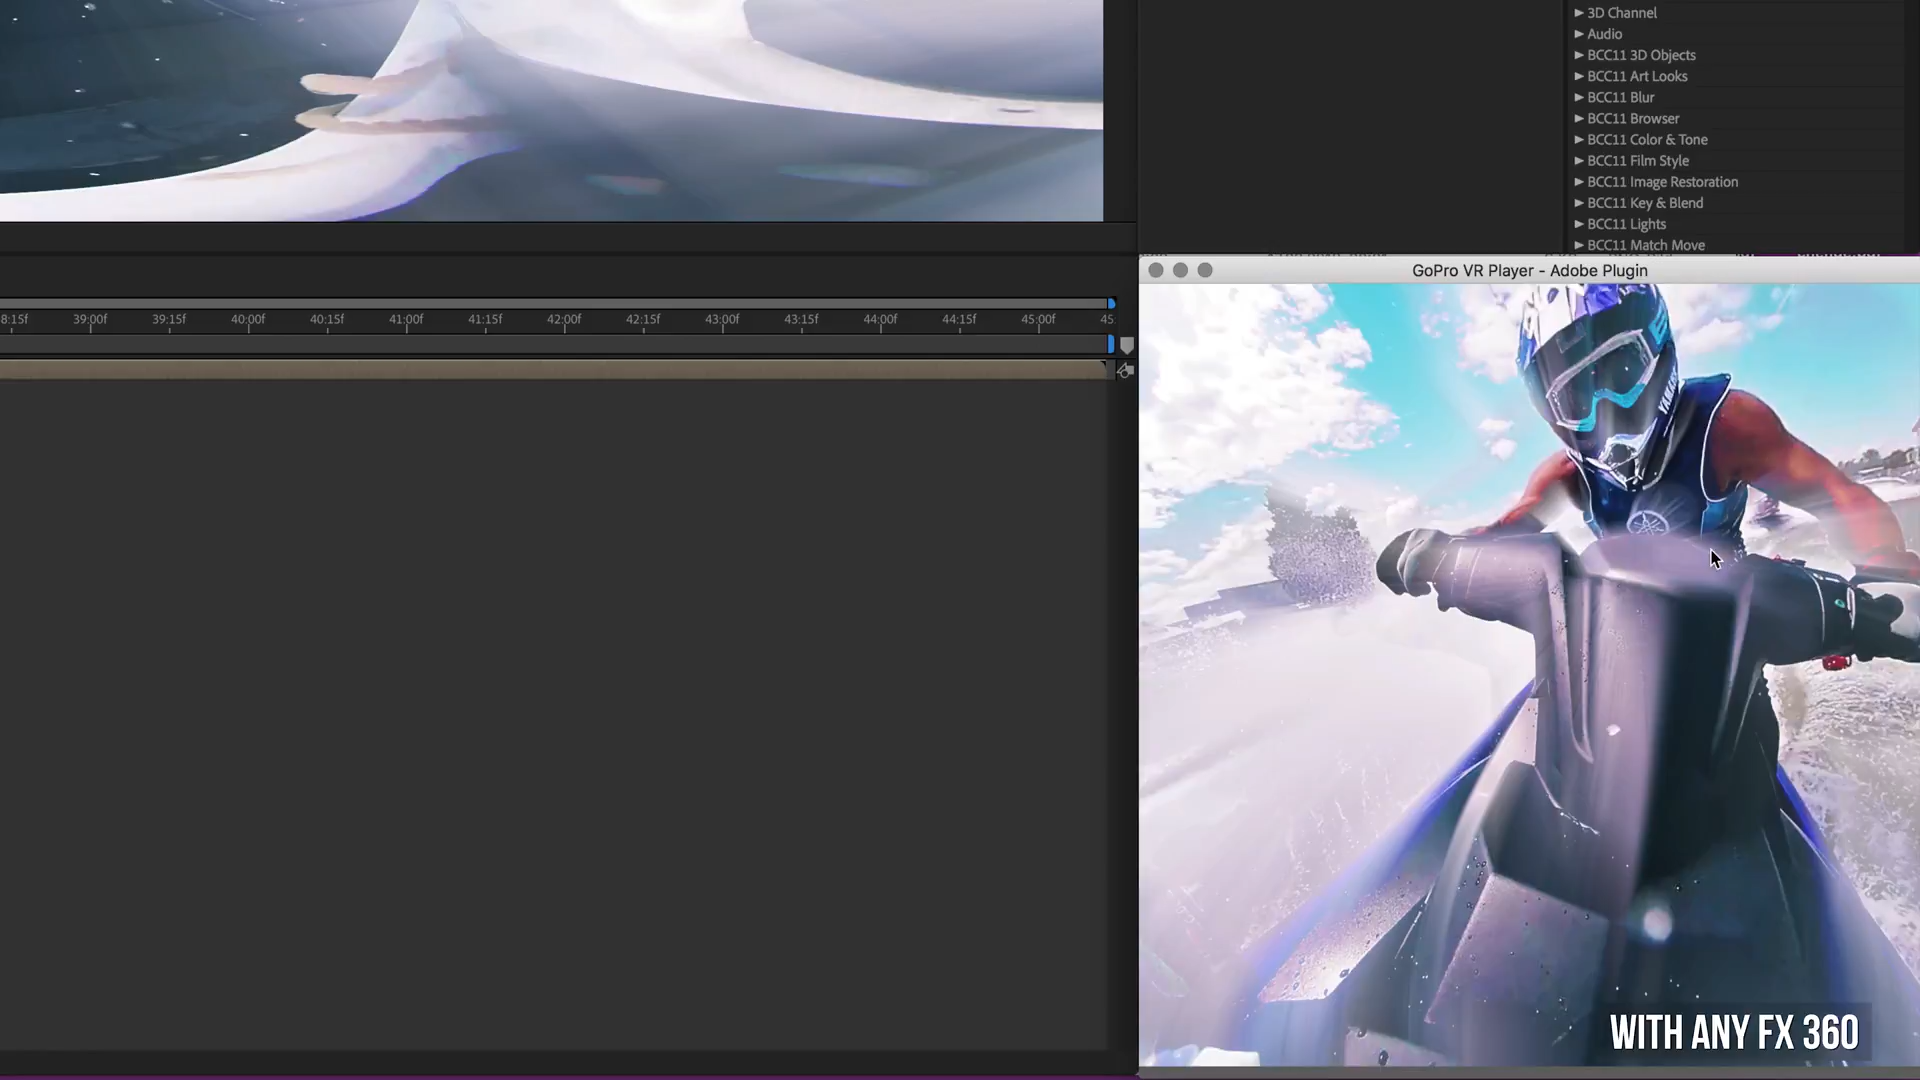 3D Channel
Audio
BCC11 3D Objects
BCC11 Art Looks
BCC11 Blur
BCC11 Browser
BCC11 Color & Tone
BCC11 Film Style
BCC11 Image Restoration
BCC11 Key & Blend
BCC11 Lights
BCC11 Match Move
GoPro VR Player - Adobe Plugin
8:15f 39:00f 39:15f 40:00f 40:15f 41:00f 41:15f 42:00f 42:15f 43:00f 43:15f 44:00f 44:15f 45:00f 45:
WITH ANY FX 360